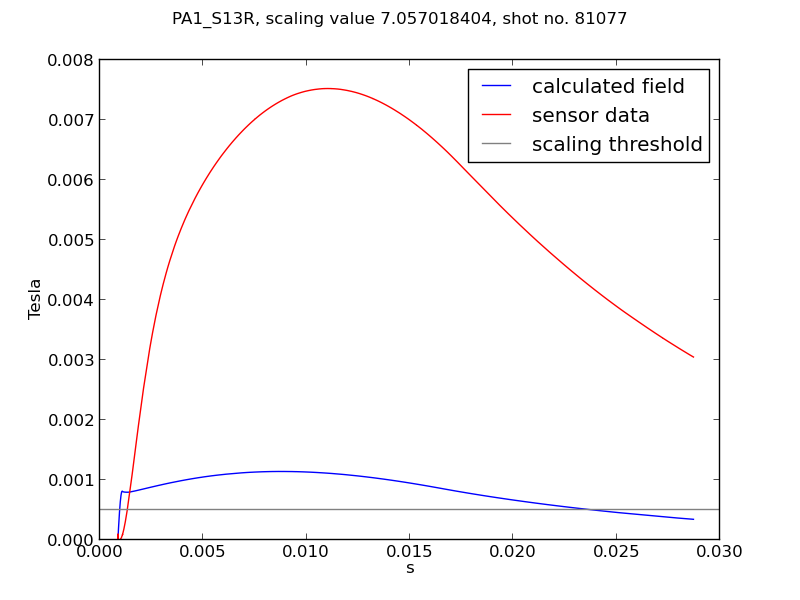 PA1_S13R, scaling value 7.057018404, shot no. 81077
0.008
0.007
0.006
0.005
0.004
0.003
0.002
0.001
0.000
Tesla
calculated field
sensor data
scaling threshold
0.000
0.005
0.010
0.015
0.020
0.025
0.030
s